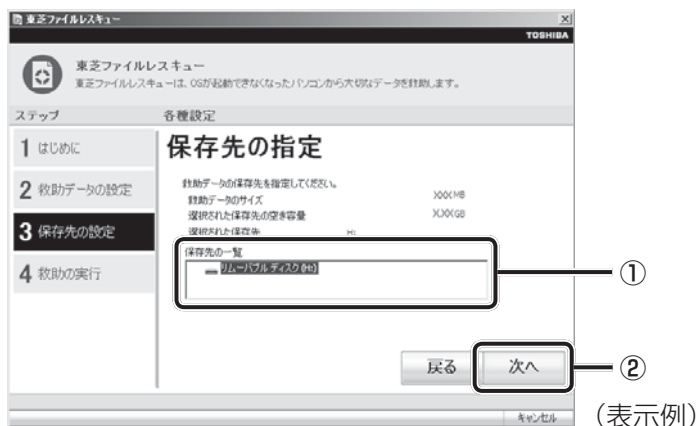 東芝ファイルレスキュー
TOSHIBA
東芝ファイルレスキュー
東芝ファイルレスキューは、OSが起動できなくなったパソコンから大切なデータを救助します。
ステップ
各種設定
1 はじめに
2 救助データの設定
3 保存先の設定
4 救助の実行
保存先の指定
救助データの保存先を指定してください。
救助データのサイズ XXXMB
選択された保存先の空き容量 XXXGB
選択された保存先 H:
保存先の一覧
リムーバブル ディスク (H:)
①
戻る
次へ
②
キャンセル
（表示例）